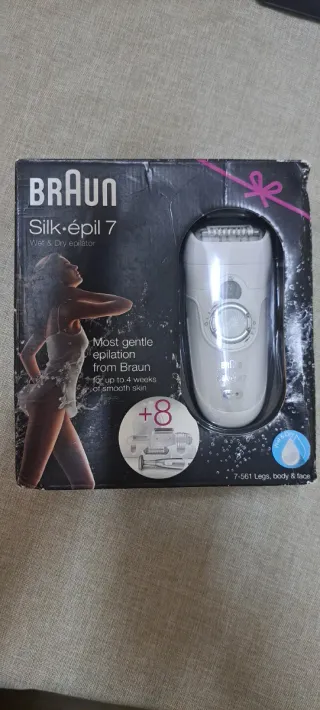 BRAUN
Silk·épil 7
Wet & Dry epilator
Most gentle
epilation
from Braun
for up to 4 weeks
of smooth skin
+8
BRAUN
7-561 Legs, body & face